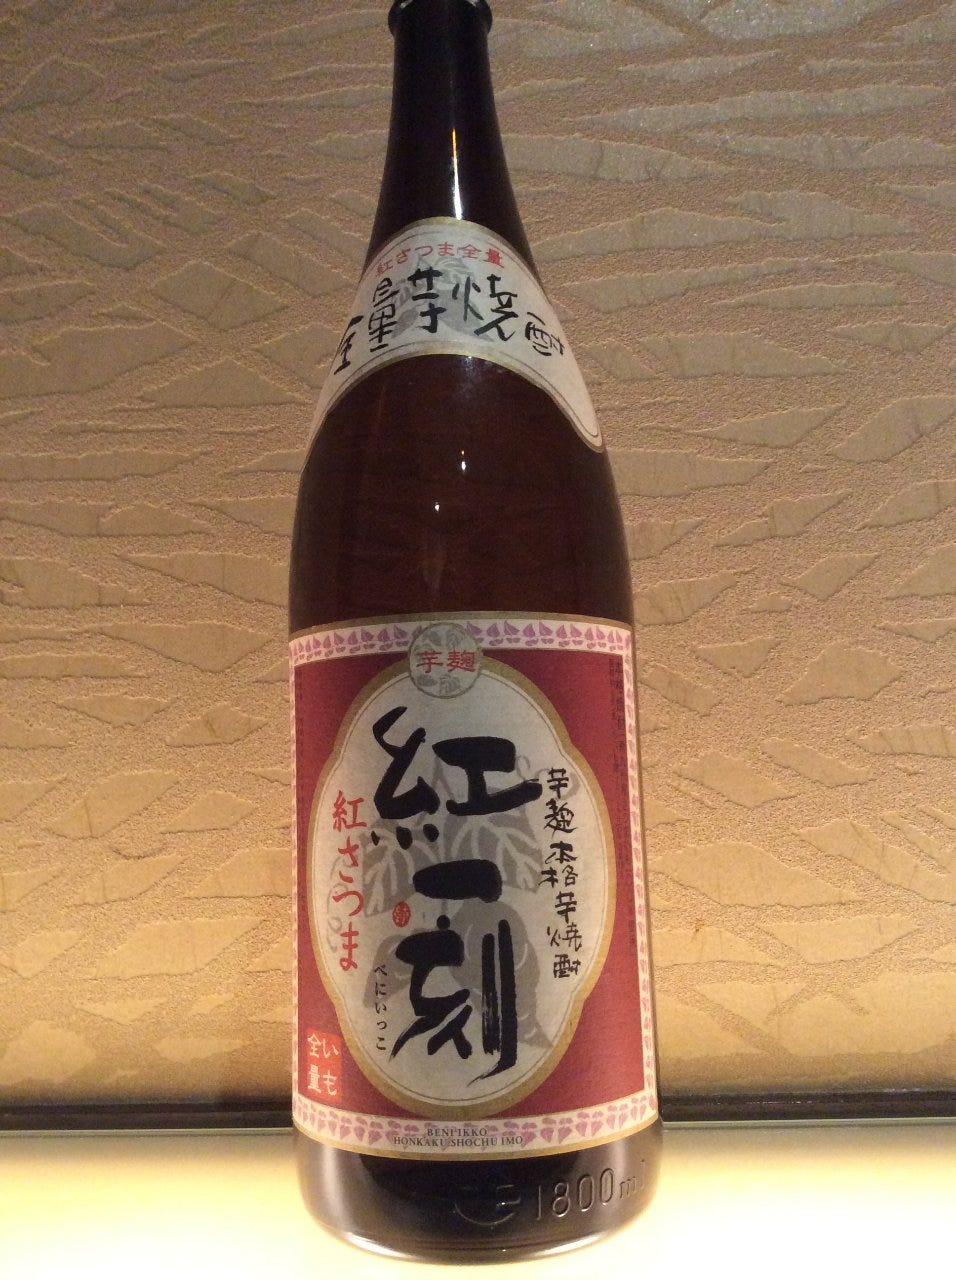 紅さつま全量
全量芋焼酎
芋麹
紅一刻
べにいっこ
紅さつま
芋麹本格芋焼酎
いも
全量
BENI IKKO
HONKAKU SHOCHU IMO
1800m